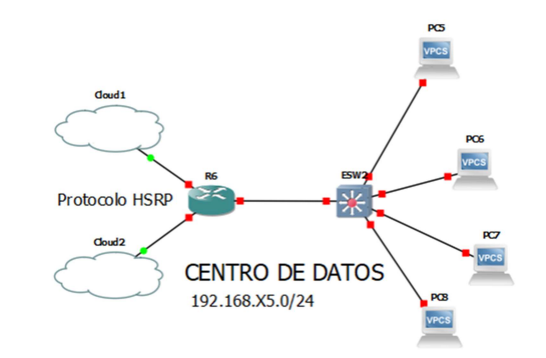 PC5
VPCS
Cloud1
PC6
VPCS
R6
ESW2
Protocolo HSRP
Cloud2
PC7
VPCS
CENTRO DE DATOS
192.168.X5.0/24
PC8
VPCS